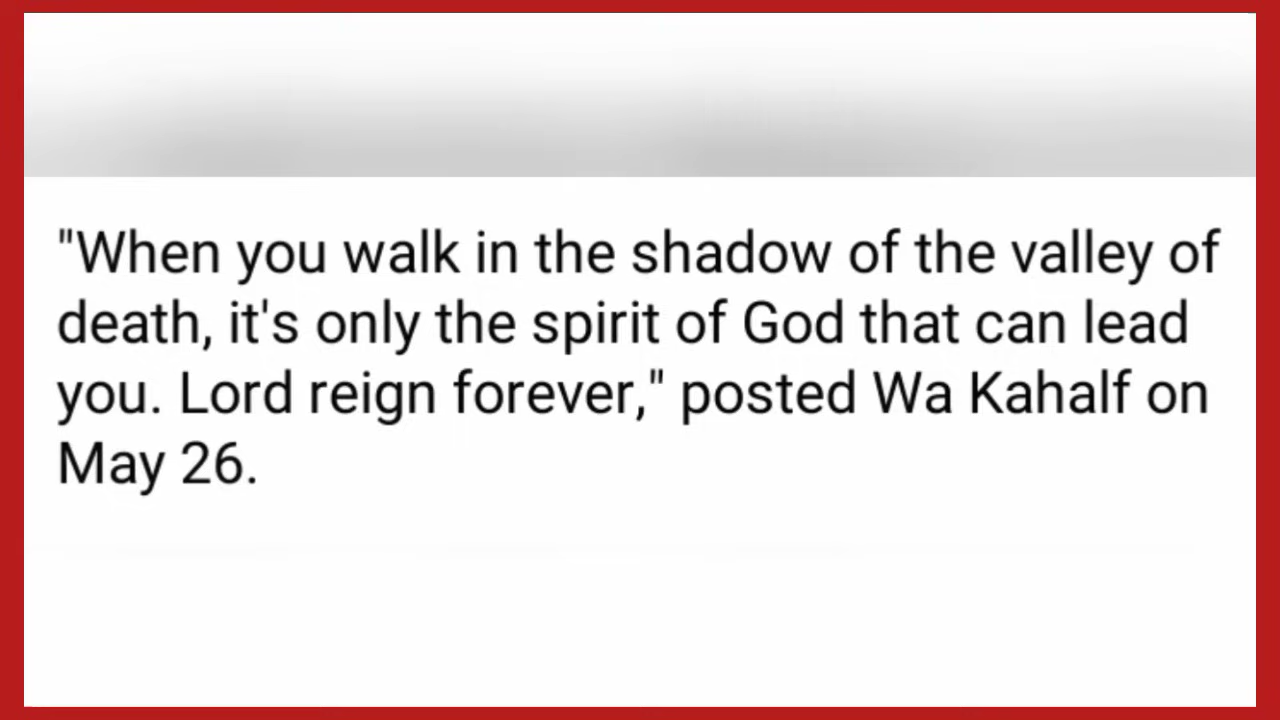 "When you walk in the shadow of the valley of
death, it's only the spirit of God that can lead
you. Lord reign forever," posted Wa Kahalf on
May 26.